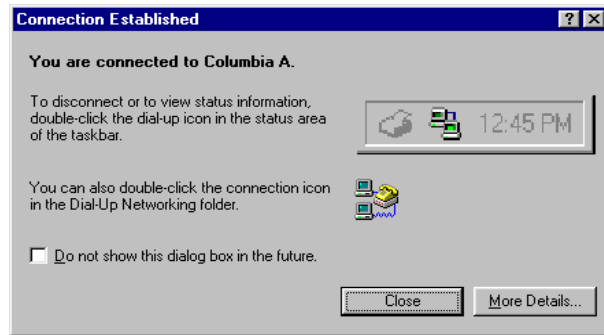 Connection Established
You are connected to Columbia A.
To disconnect or to view status information,
double-click the dial-up icon in the status area
of the taskbar.
12:45 PM
You can also double-click the connection icon
in the Dial-Up Networking folder.
Do not show this dialog box in the future.
Close More Details...